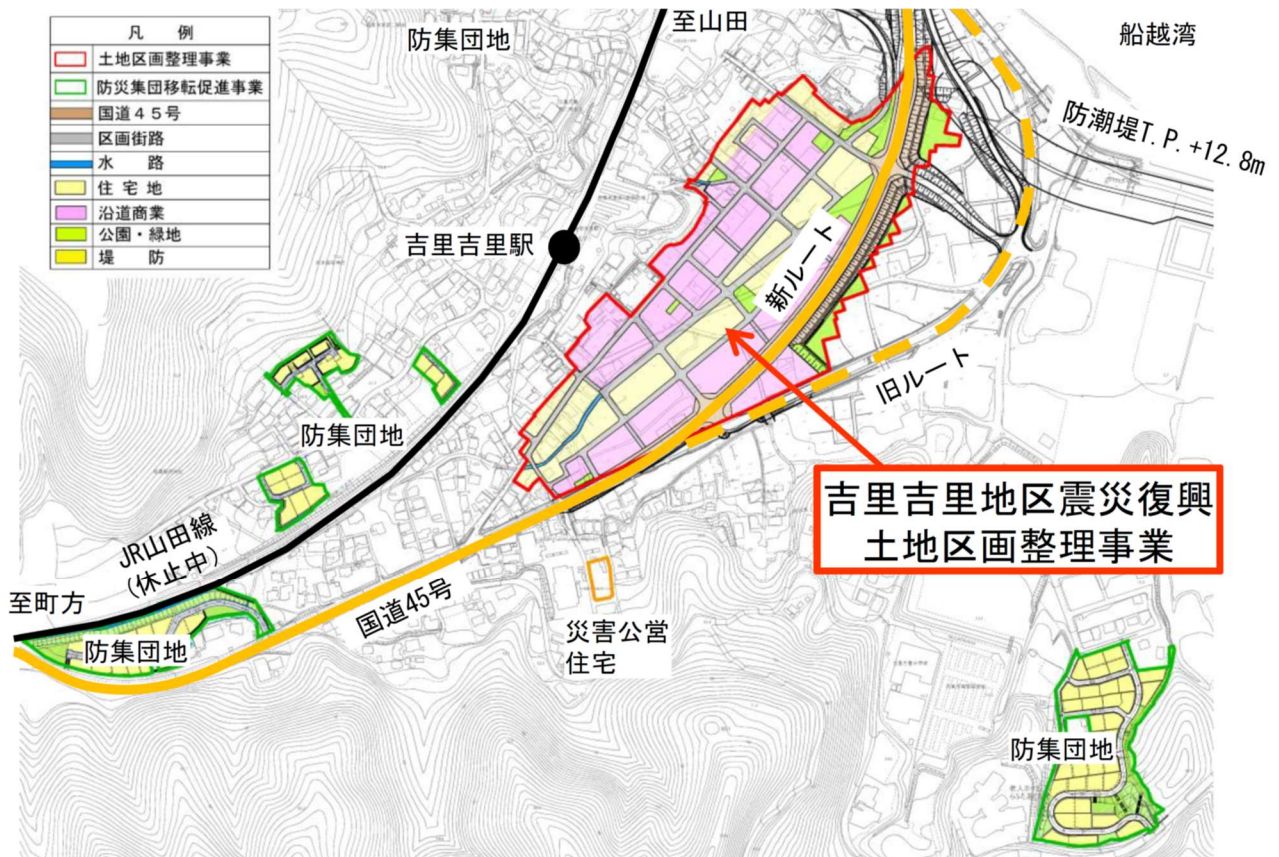 凡 例
土地区画整理事業
防災集団移転促進事業
国道45号
区画街路
水 路
住 宅 地
沿道商業
公園・緑地
堤 防
防集団地
至山田
船越湾
防潮堤T.P.+12.8m
吉里吉里駅
新ルート
旧ルート
防集団地
吉里吉里地区震災復興
土地区画整理事業
JR山田線
(休止中)
至町方
国道45号
防集団地
災害公営
住宅
防集団地